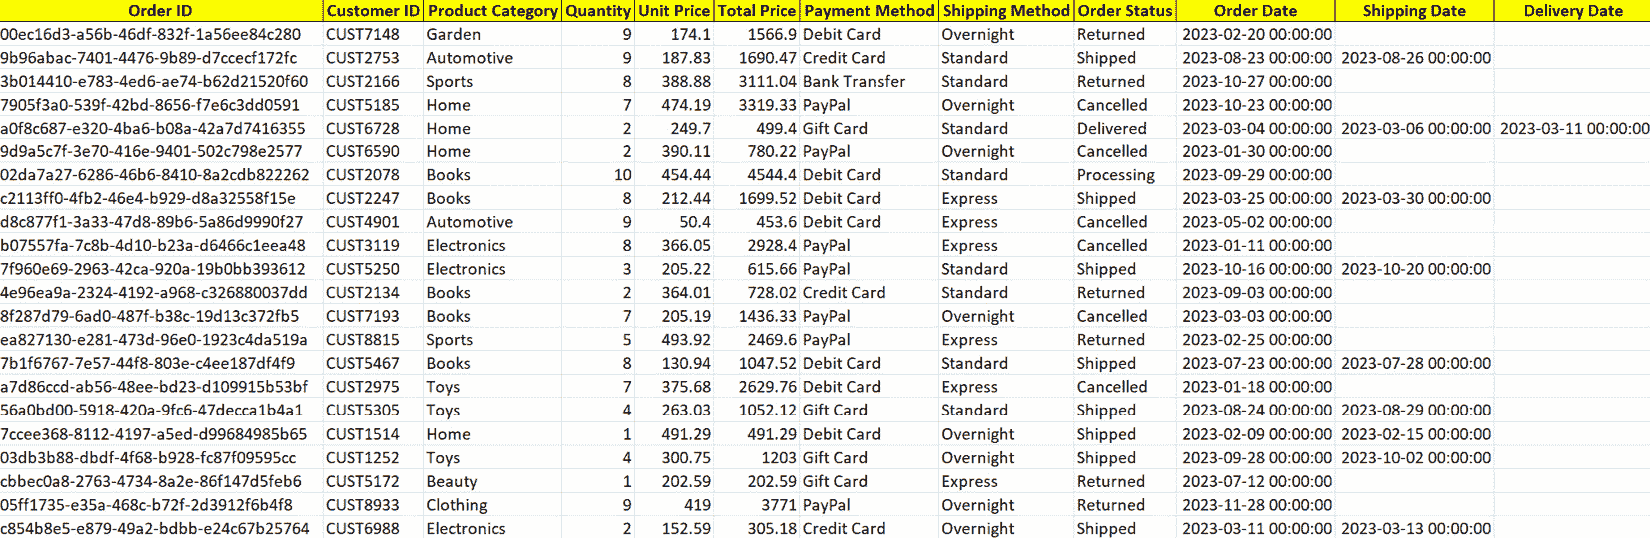 Order ID Customer ID Product Category Quantity Unit Price Total Price Payment Method Shipping Method Order Status Order Date Shipping Date Delivery Date
00ec16d3-a56b-46df-832f-1a56ee84c280 CUST7148 Garden 9 174.1 1566.9 Debit Card Overnight Returned 2023-02-20 00:00:00
9b96abac-7401-4476-9b89-d7ccecf172fc CUST2753 Automotive 9 187.83 1690.47 Credit Card Standard Shipped 2023-08-23 00:00:00 2023-08-26 00:00:00
3b014410-e783-4ed6-ae74-b62d21520f60 CUST2166 Sports 8 388.88 3111.04 Bank Transfer Standard Returned 2023-10-27 00:00:00
7905f3a0-539f-42bd-8656-f7e6c3dd0591 CUST5185 Home 7 474.19 3319.33 PayPal Overnight Cancelled 2023-10-23 00:00:00
a0f8c687-e320-4ba6-b08a-42a7d7416355 CUST6728 Home 2 249.7 499.4 Gift Card Standard Delivered 2023-03-04 00:00:00 2023-03-06 00:00:00 2023-03-11 00:00:00
9d9a5c7f-3e70-416e-9401-502c798e2577 CUST6590 Home 2 390.11 780.22 PayPal Overnight Cancelled 2023-01-30 00:00:00
02da7a27-6286-46b6-8410-8a2cdb822262 CUST2078 Books 10 454.44 4544.4 Debit Card Standard Processing 2023-09-29 00:00:00
c2113ff0-4fb2-46e4-b929-d8a32558f15e CUST2247 Books 8 212.44 1699.52 Debit Card Express Shipped 2023-03-25 00:00:00 2023-03-30 00:00:00
d8c877f1-3a33-47d8-89b6-5a86d9990f27 CUST4901 Automotive 9 50.4 453.6 Debit Card Express Cancelled 2023-05-02 00:00:00
b07557fa-7c8b-4d10-b23a-d6466c1eea48 CUST3119 Electronics 8 366.05 2928.4 PayPal Express Cancelled 2023-01-11 00:00:00
7f960e69-2963-42ca-920a-19b0bb393612 CUST5250 Electronics 3 205.22 615.66 PayPal Standard Shipped 2023-10-16 00:00:00 2023-10-20 00:00:00
4e96ea9a-2324-4192-a968-c326880037dd CUST2134 Books 2 364.01 728.02 Credit Card Standard Returned 2023-09-03 00:00:00
8f287d79-6ad0-487f-b38c-19d13c372fb5 CUST7193 Books 7 205.19 1436.33 PayPal Overnight Cancelled 2023-03-03 00:00:00
ea827130-e281-473d-96e0-1923c4da519a CUST8815 Sports 5 493.92 2469.6 PayPal Express Returned 2023-02-25 00:00:00
7b1f6767-7e57-44f8-803e-c4ee187df4f9 CUST5467 Books 8 130.94 1047.52 Debit Card Standard Shipped 2023-07-23 00:00:00 2023-07-28 00:00:00
a7d86ccd-ab56-48ee-bd23-d109915b53bf CUST2975 Toys 7 375.68 2629.76 Debit Card Express Cancelled 2023-01-18 00:00:00
56a0bd00-5918-420a-9fc6-47decca1b4a1 CUST5305 Toys 4 263.03 1052.12 Gift Card Standard Shipped 2023-08-24 00:00:00 2023-08-29 00:00:00
7ccee368-8112-4197-a5ed-d99684985b65 CUST1514 Home 1 491.29 491.29 Debit Card Overnight Shipped 2023-02-09 00:00:00 2023-02-15 00:00:00
03db3b88-dbdf-4f68-b928-fc87f09595cc CUST1252 Toys 4 300.75 1203 Gift Card Overnight Shipped 2023-09-28 00:00:00 2023-10-02 00:00:00
cbbec0a8-2763-4734-8a2e-86f147d5feb6 CUST5172 Beauty 1 202.59 202.59 Gift Card Express Returned 2023-07-12 00:00:00
05ff1735-e35a-468c-b72f-2d3912f6b4f8 CUST8933 Clothing 9 419 3771 PayPal Overnight Returned 2023-11-28 00:00:00
c854b8e5-e879-49a2-bdbb-e24c67b25764 CUST6988 Electronics 2 152.59 305.18 Credit Card Overnight Shipped 2023-03-11 00:00:00 2023-03-13 00:00:00